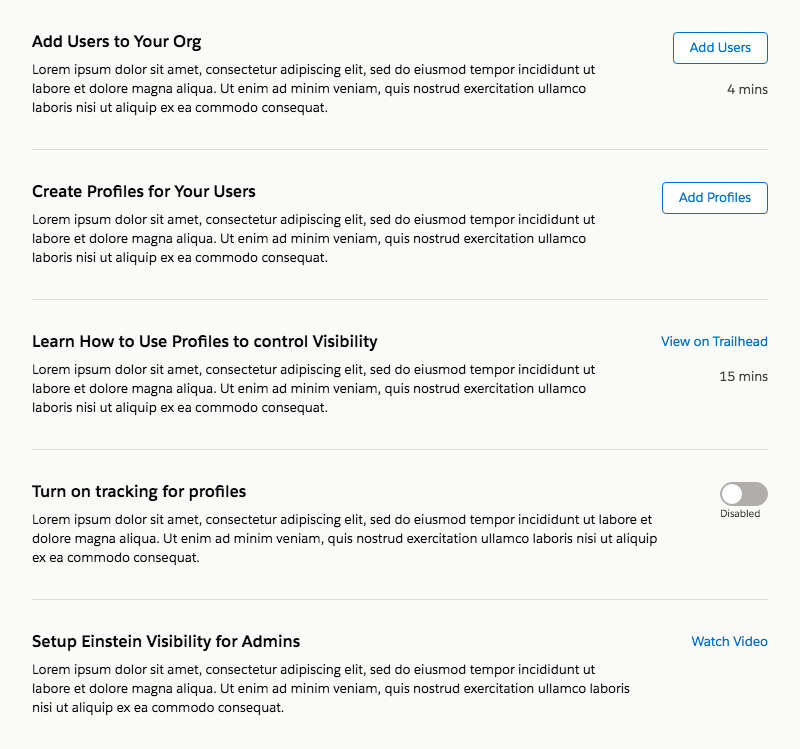 Add Users to Your Org
Add Users
Lorem ipsum dolor sit amet, consectetur adipiscing elit, sed do eiusmod tempor incididunt ut
labore et dolore magna aliqua. Ut enim ad minim veniam, quis nostrud exercitation ullamco
laboris nisi ut aliquip ex ea commodo consequat.
4 mins
Create Profiles for Your Users
Add Profiles
Lorem ipsum dolor sit amet, consectetur adipiscing elit, sed do eiusmod tempor incididunt ut
labore et dolore magna aliqua. Ut enim ad minim veniam, quis nostrud exercitation ullamco
laboris nisi ut aliquip ex ea commodo consequat.
Learn How to Use Profiles to control Visibility
View on Trailhead
Lorem ipsum dolor sit amet, consectetur adipiscing elit, sed do eiusmod tempor incididunt ut
labore et dolore magna aliqua. Ut enim ad minim veniam, quis nostrud exercitation ullamco
laboris nisi ut aliquip ex ea commodo consequat.
15 mins
Turn on tracking for profiles
Lorem ipsum dolor sit amet, consectetur adipiscing elit, sed do eiusmod tempor incididunt ut labore et
dolore magna aliqua. Ut enim ad minim veniam, quis nostrud exercitation ullamco laboris nisi ut aliquip
ex ea commodo consequat.
Disabled
Setup Einstein Visibility for Admins
Watch Video
Lorem ipsum dolor sit amet, consectetur adipiscing elit, sed do eiusmod tempor incididunt ut
labore et dolore magna aliqua. Ut enim ad minim veniam, quis nostrud exercitation ullamco laboris
nisi ut aliquip ex ea commodo consequat.